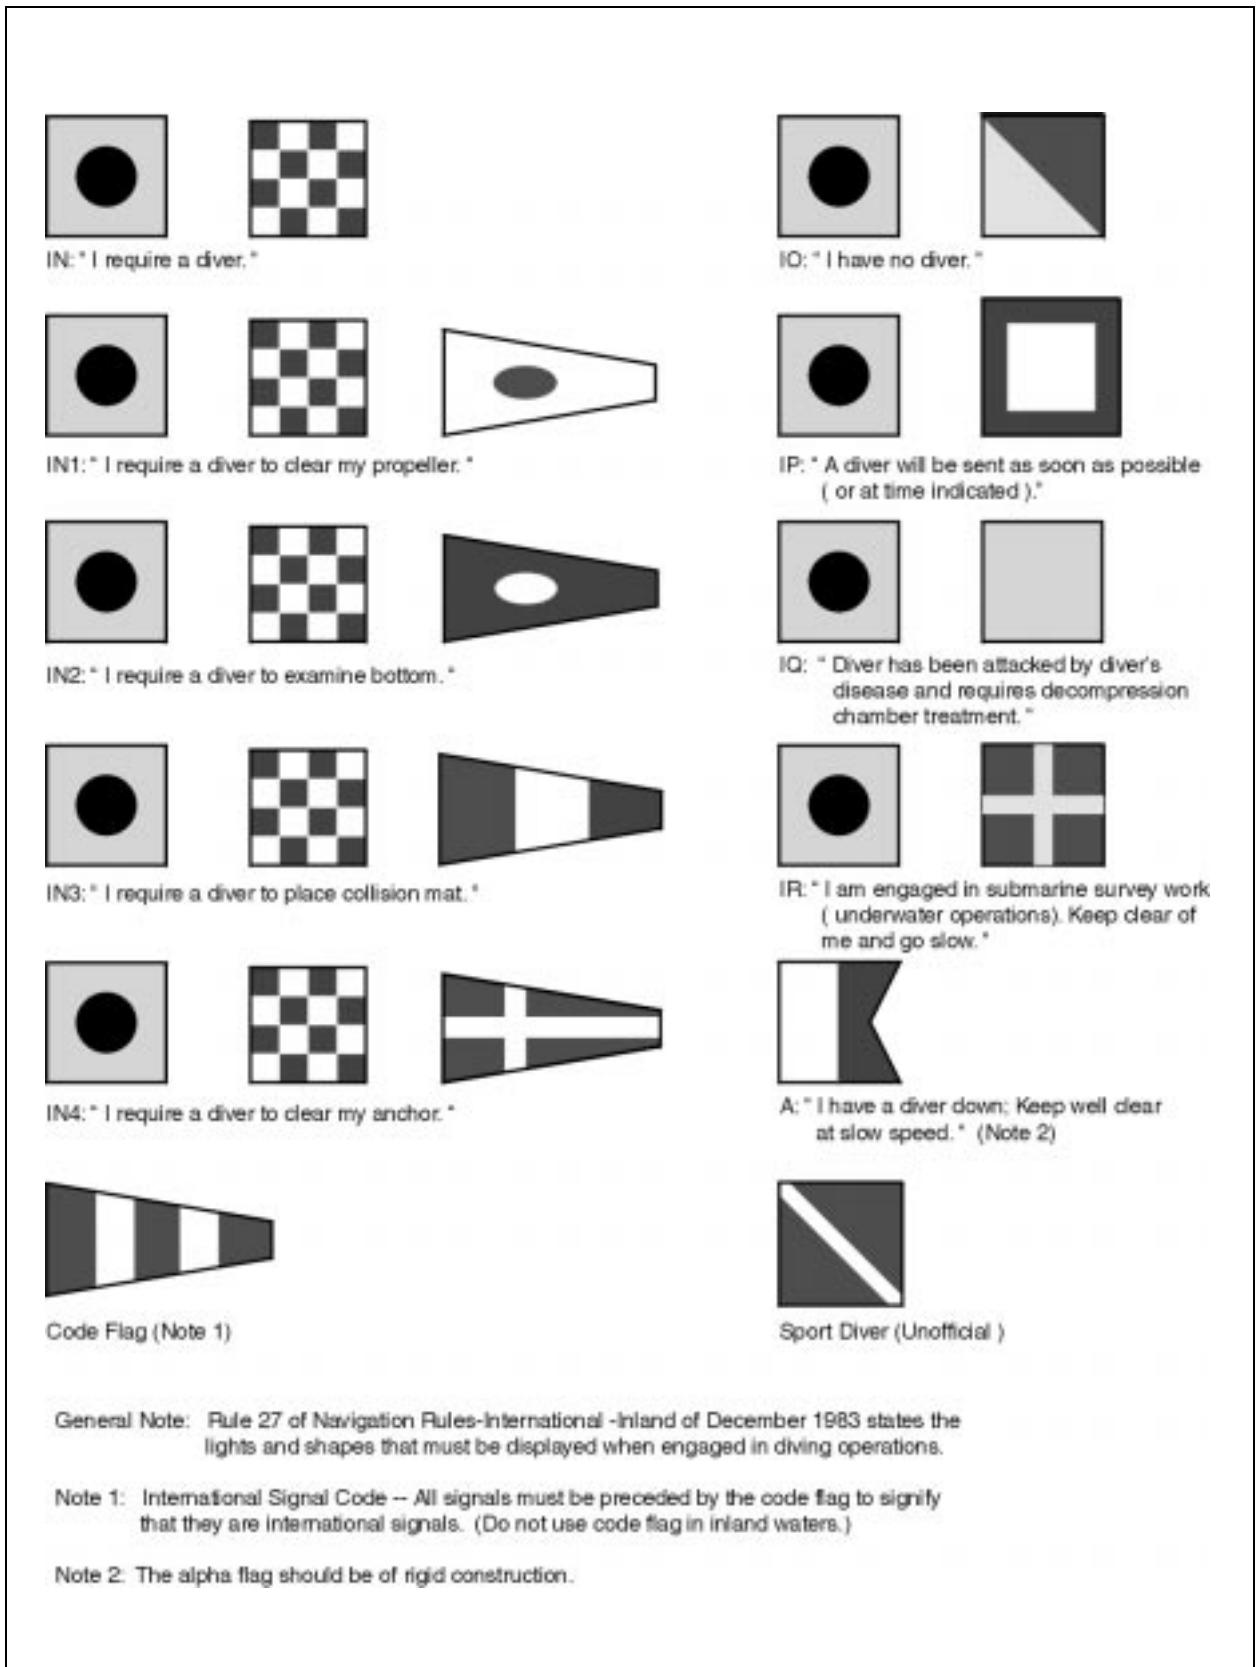 IN: " I require a diver. "
IO: " I have no diver. "
IN1: " I require a diver to clear my propeller. "
IP: " A diver will be sent as soon as possible
( or at time indicated )."
IN2: " I require a diver to examine bottom. "
IQ: " Diver has been attacked by diver's
disease and requires decompression
chamber treatment. "
IN3: " I require a diver to place collision mat. "
IR: " I am engaged in submarine survey work
( underwater operations). Keep clear of
me and go slow. "
IN4: " I require a diver to clear my anchor. "
A: " I have a diver down; Keep well clear
at slow speed. " (Note 2)
Code Flag (Note 1)
Sport Diver (Unofficial )
General Note: Rule 27 of Navigation Rules-International -Inland of December 1983 states the
lights and shapes that must be displayed when engaged in diving operations.
Note 1: International Signal Code -- All signals must be preceded by the code flag to signify
that they are international signals. (Do not use code flag in inland waters.)
Note 2: The alpha flag should be of rigid construction.